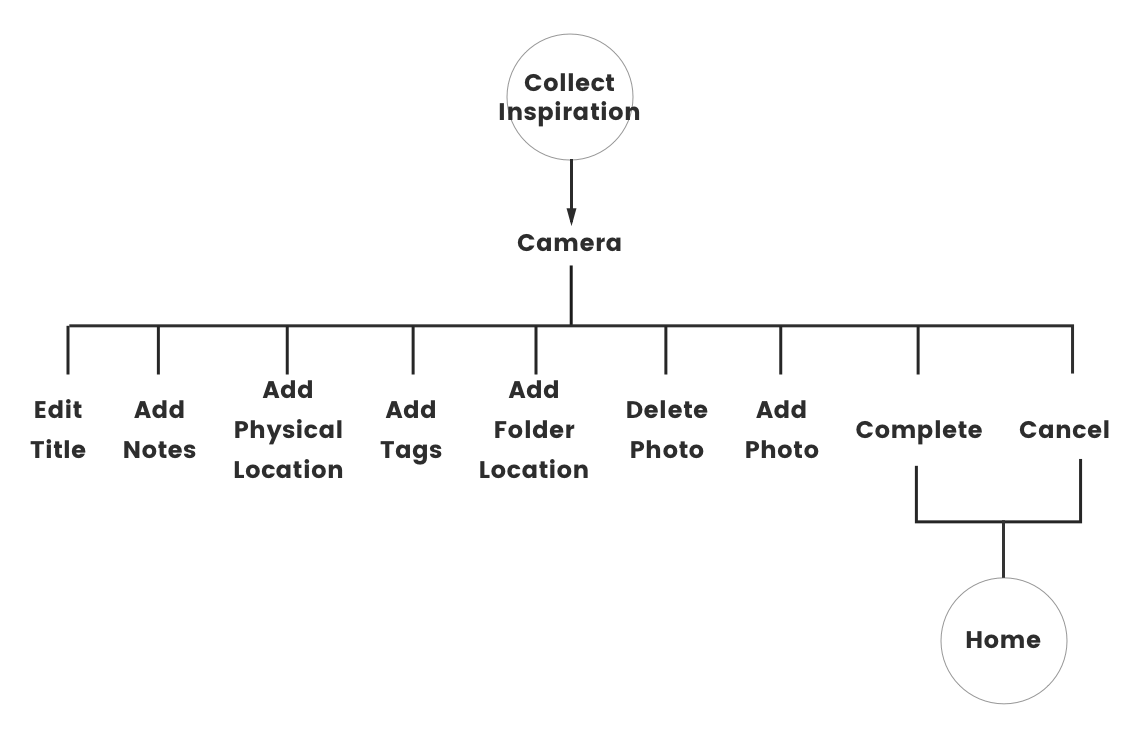 Collect
Inspiration
Camera
Edit
Title
Add
Notes
Add
Physical
Location
Add
Tags
Add
Folder
Location
Delete
Photo
Add
Photo
Complete
Cancel
Home